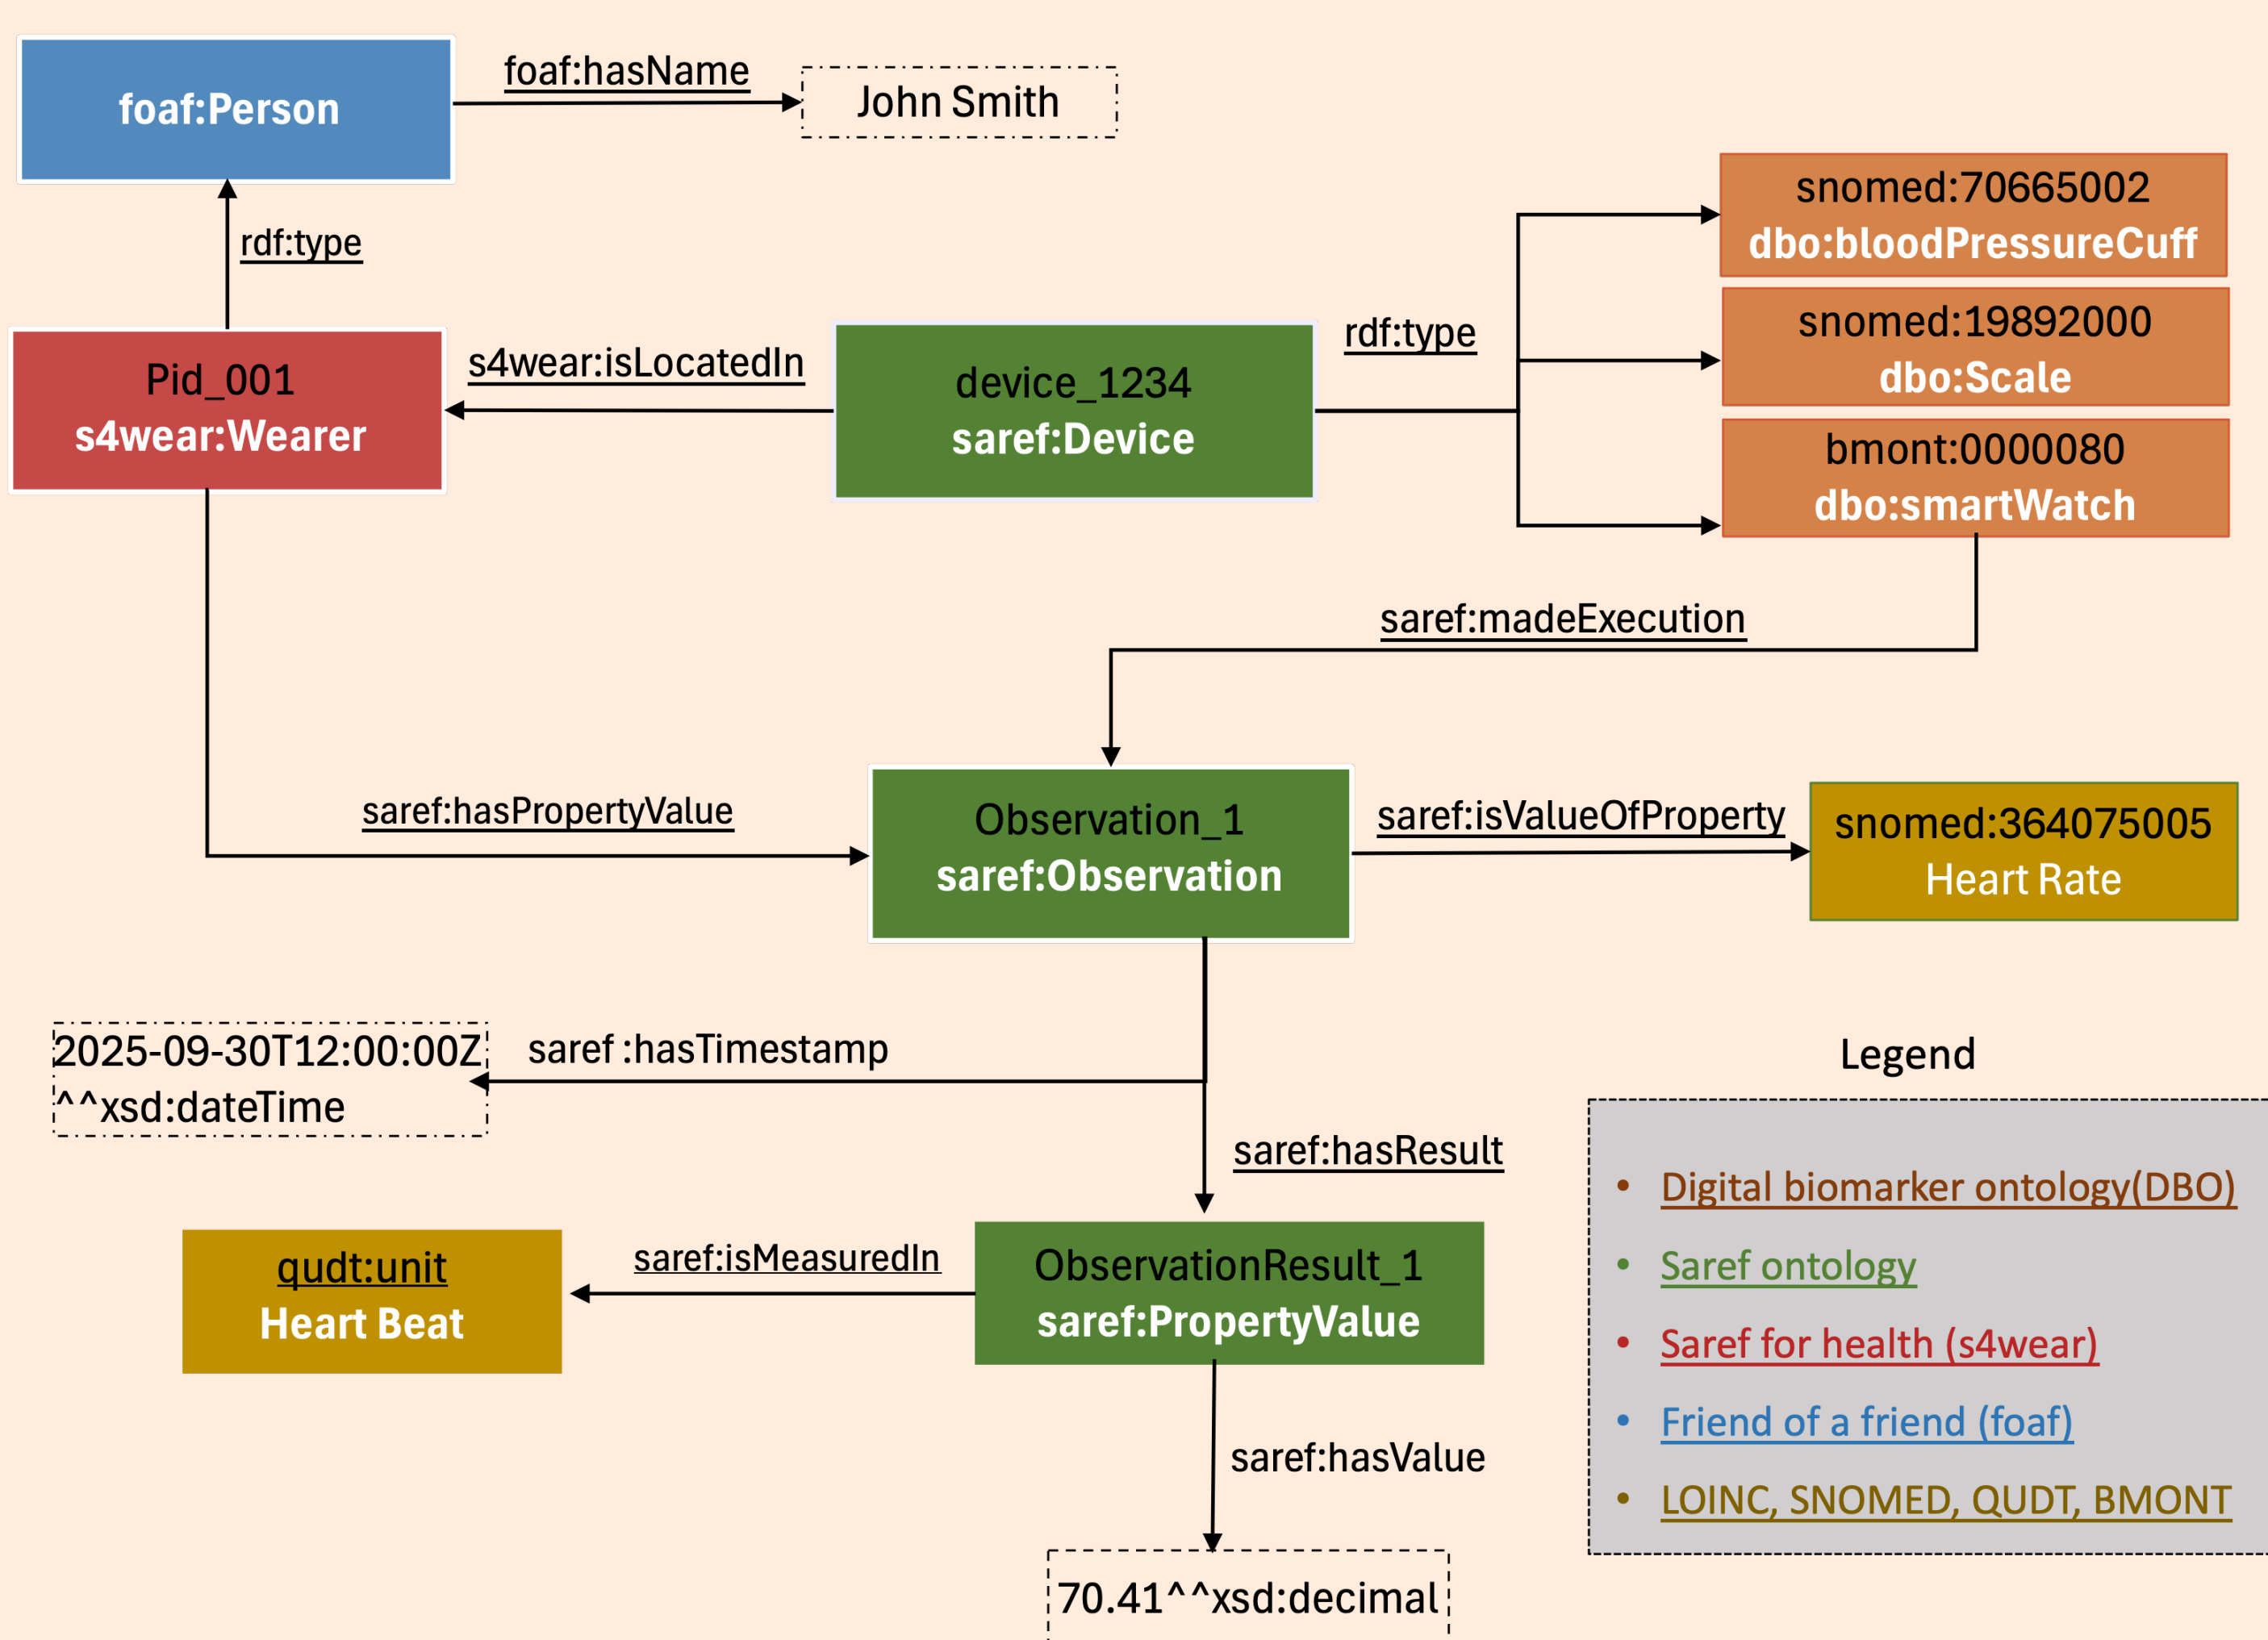 foaf:Person
foaf:hasName
John Smith
rdf:type
snomed:70665002
dbo:bloodPressureCuff
snomed:19892000
dbo:Scale
bmont:0000080
dbo:smartWatch
Pid_001
s4wear:Wearer
s4wear:isLocatedIn
device_1234
saref:Device
rdf:type
saref:madeExecution
saref:hasPropertyValue
Observation_1
saref:Observation
saref:isValueOfProperty
snomed:364075005
Heart Rate
2025-09-30T12:00:00Z
^^xsd:dateTime
saref :hasTimestamp
saref:hasResult
qudt:unit
Heart Beat
saref:isMeasuredIn
ObservationResult_1
saref:PropertyValue
saref:hasValue
70.41^^xsd:decimal
Legend
• Digital biomarker ontology(DBO)
• Saref ontology
• Saref for health (s4wear)
• Friend of a friend (foaf)
• LOINC, SNOMED, QUDT, BMONT